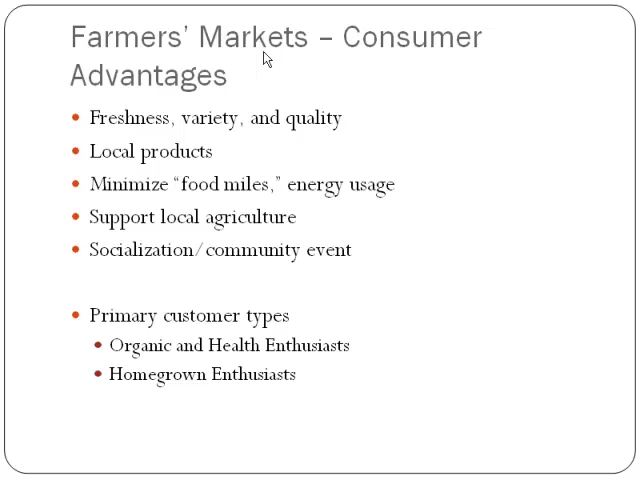 Farmers’ Markets – Consumer
Advantages
Freshness, variety, and quality
Local products
Minimize “food miles,” energy usage
Support local agriculture
Socialization/community event
Primary customer types
Organic and Health Enthusiasts
Homegrown Enthusiasts